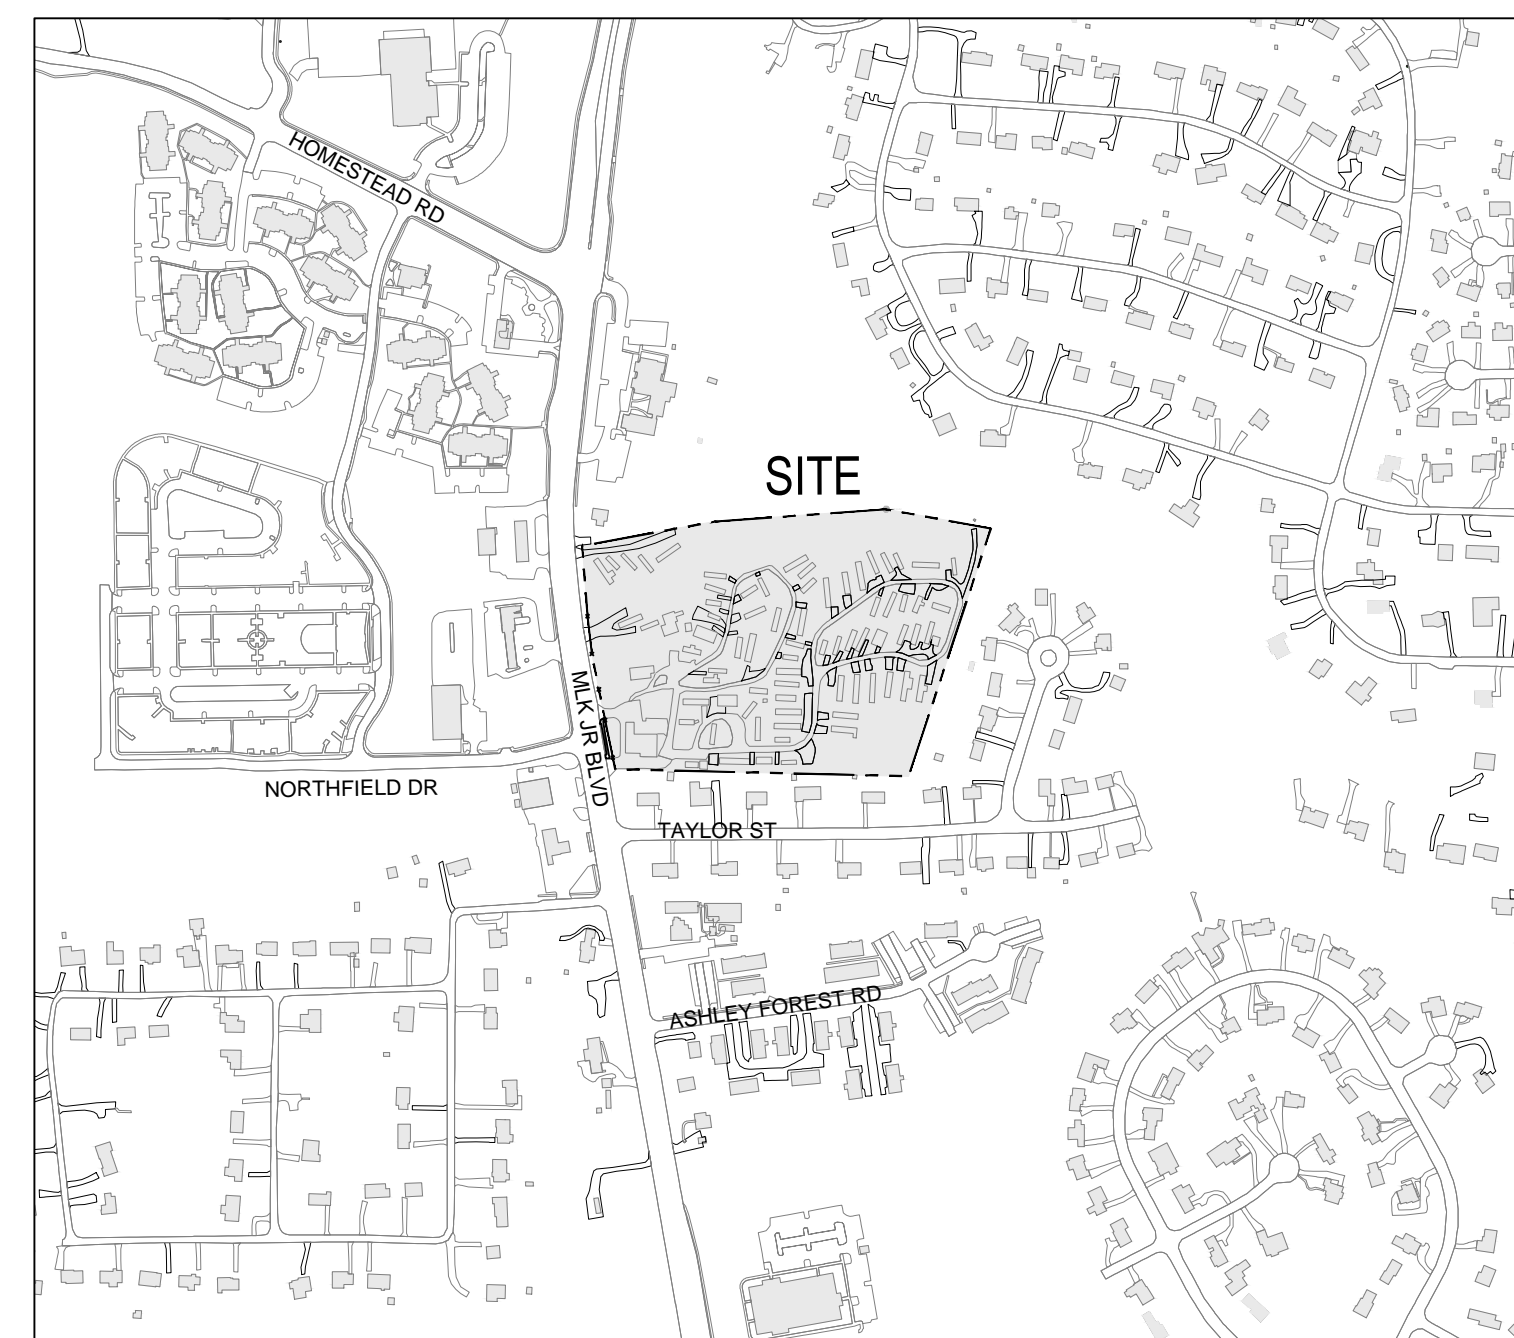 HOMESTEAD RD
SITE
MLK JR BLVD
NORTHFIELD DR
TAYLOR ST
ASHLEY FOREST RD